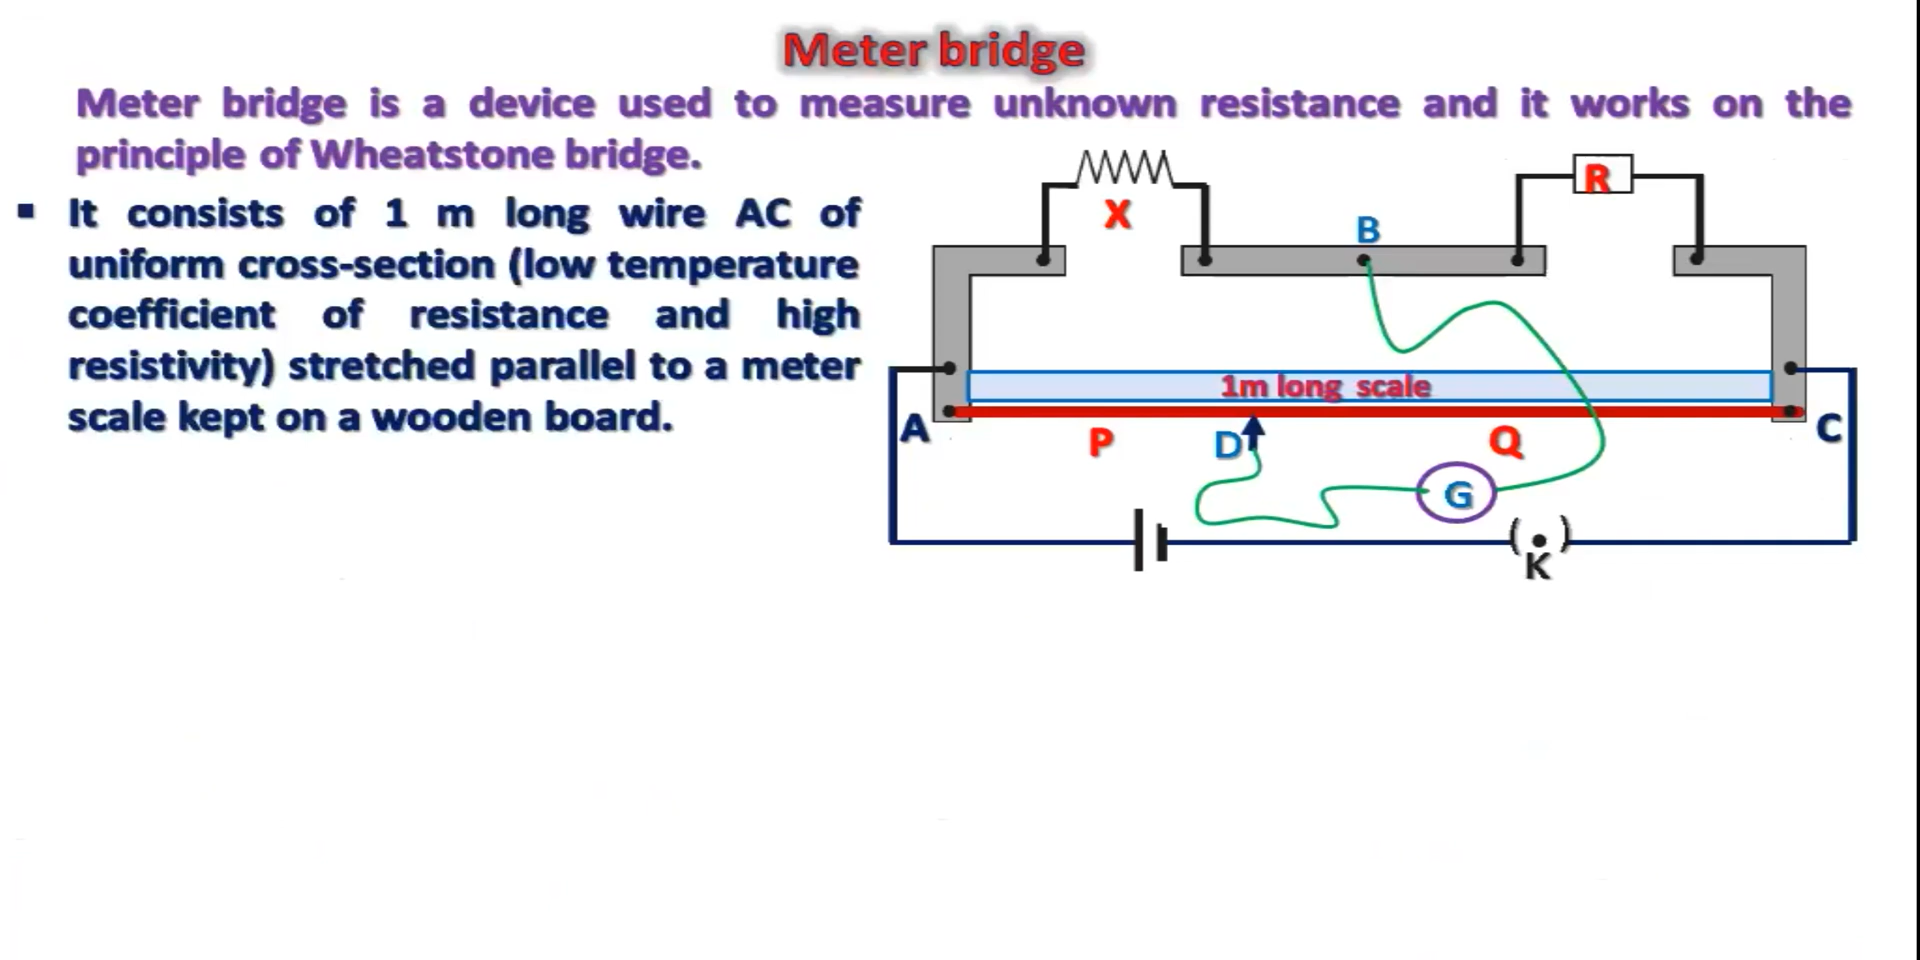 Meter bridge
Meter bridge is a device used to measure unknown resistance and it works on the
principle of Wheatstone bridge.
▪ It consists of 1 m long wire AC of
uniform cross-section (low temperature
coefficient of resistance and high
resistivity) stretched parallel to a meter
scale kept on a wooden board.
X
R
B
1m long scale
A
P
D
Q
C
G
( • )
K